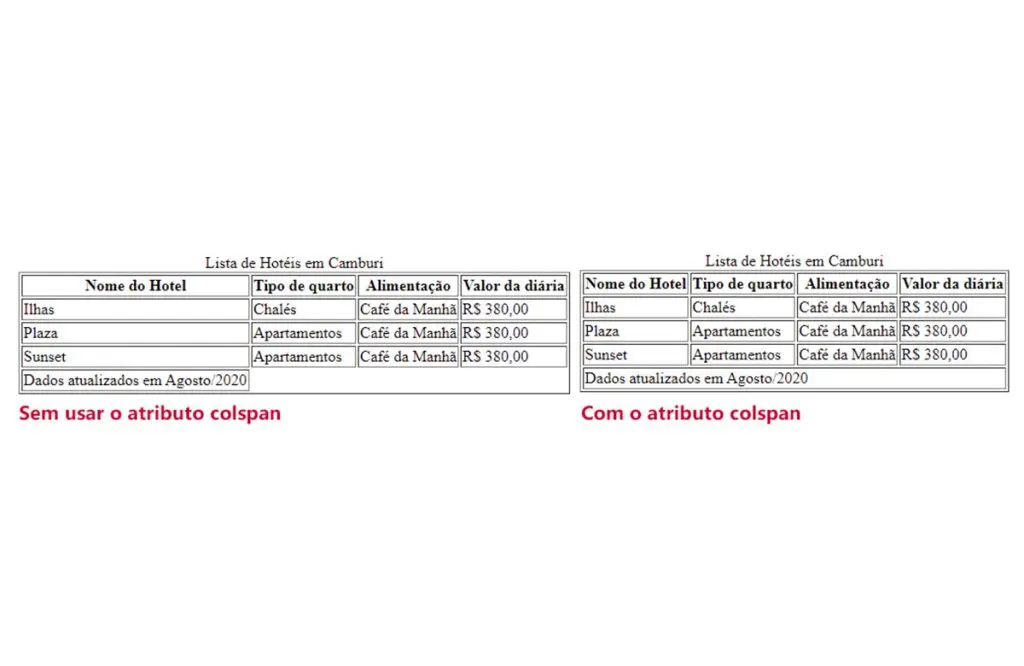 Lista de Hotéis em Camburi
Nome do Hotel Tipo de quarto Alimentação Valor da diária
Ilhas Chalés Café da Manhã R$ 380,00
Plaza Apartamentos Café da Manhã R$ 380,00
Sunset Apartamentos Café da Manhã R$ 380,00
Dados atualizados em Agosto/2020
Sem usar o atributo colspan
Lista de Hotéis em Camburi
Nome do Hotel Tipo de quarto Alimentação Valor da diária
Ilhas Chalés Café da Manhã R$ 380,00
Plaza Apartamentos Café da Manhã R$ 380,00
Sunset Apartamentos Café da Manhã R$ 380,00
Dados atualizados em Agosto/2020
Com o atributo colspan